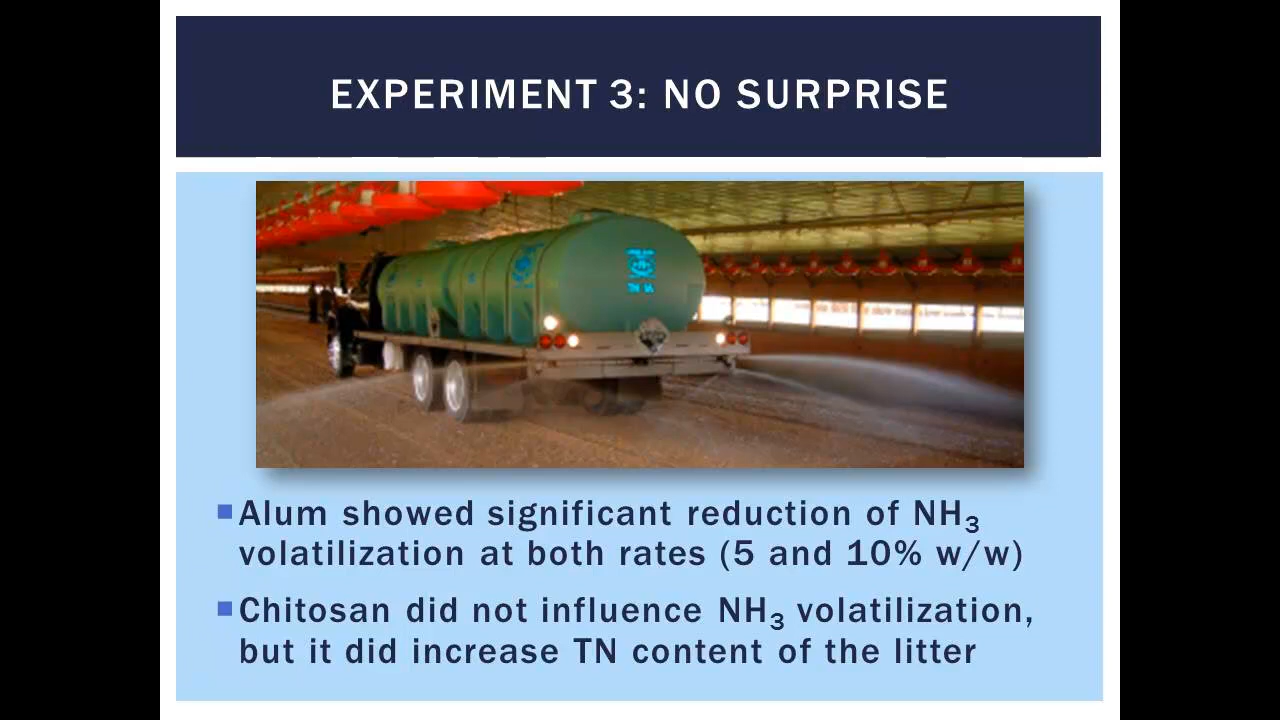 EXPERIMENT 3: NO SURPRISE
Alum showed significant reduction of NH₃
volatilization at both rates (5 and 10% w/w)
Chitosan did not influence NH₃ volatilization,
but it did increase TN content of the litter